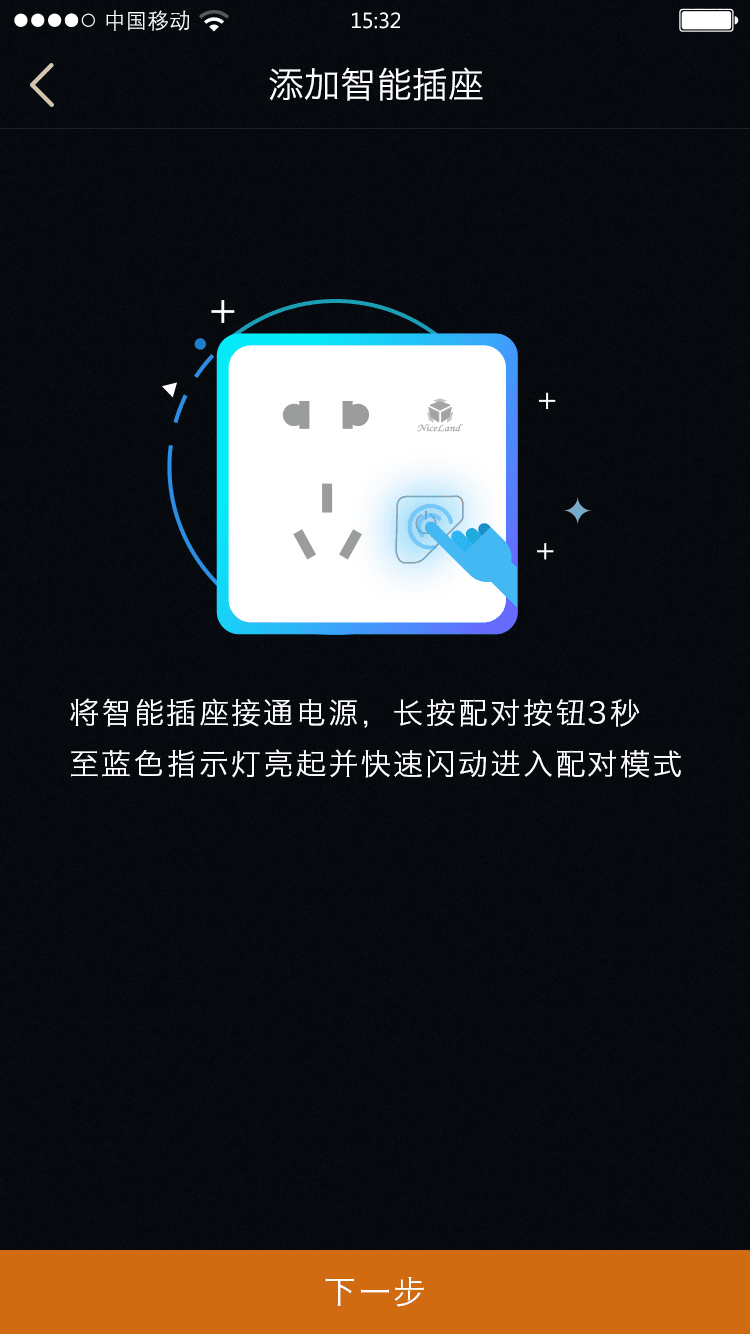 中国移动 15:32
添加智能插座
NiceLand
将智能插座接通电源，长按配对按钮3秒
至蓝色指示灯亮起并快速闪动进入配对模式
下一步